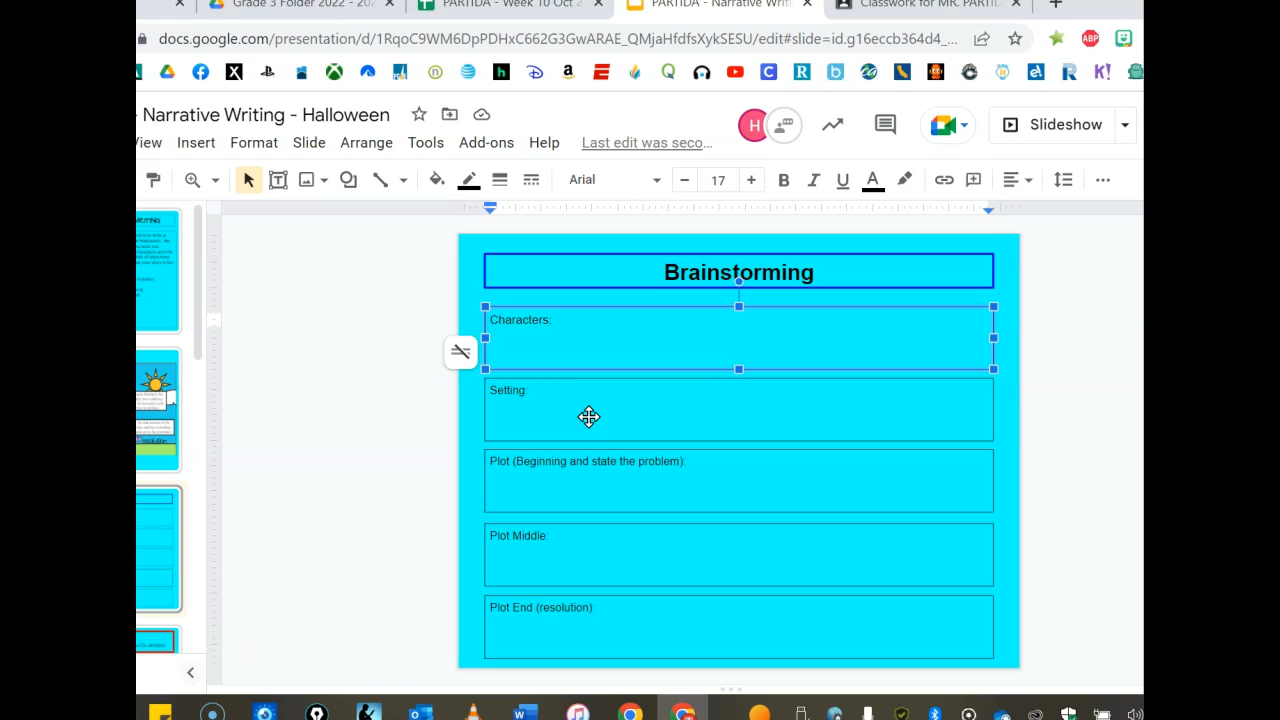 Grade 3 Folder 2022 - 202
PARTIDA - Week 10 Oct 2
PARTIDA - Narrative Writi
Classwork for MR. PARTID
docs.google.com/presentation/d/1RqoC9WM6DpPDHxC662G3GwARAE_QMjaHfdfsXykSESU/edit#slide=id.g16eccb364d4_...
ABP
Narrative Writing - Halloween
H
Slideshow
View Insert Format Slide Arrange Tools Add-ons Help Last edit was seco...
Arial
17
B I U A
Brainstorming
Characters:
Setting:
Plot (Beginning and state the problem):
Plot Middle:
Plot End (resolution):